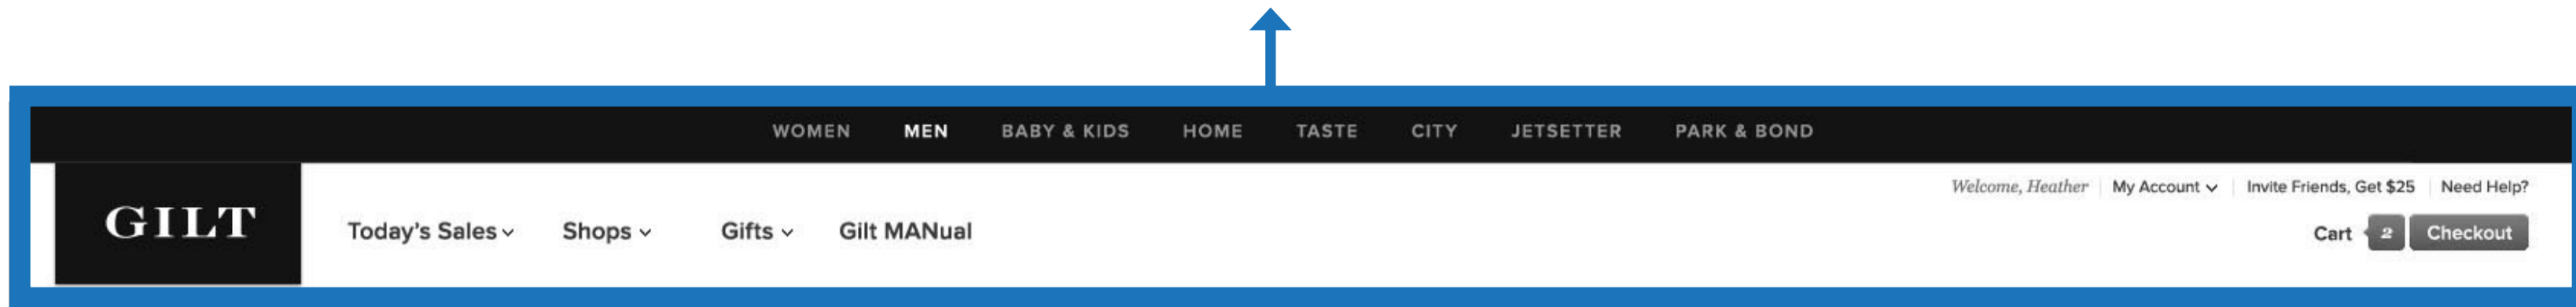 WOMEN MEN BABY & KIDS HOME TASTE CITY JETSETTER PARK & BOND
Welcome, Heather My Account Invite Friends, Get $25 Need Help?
GILT Today's Sales Shops Gifts Gilt MANual Cart 2 Checkout